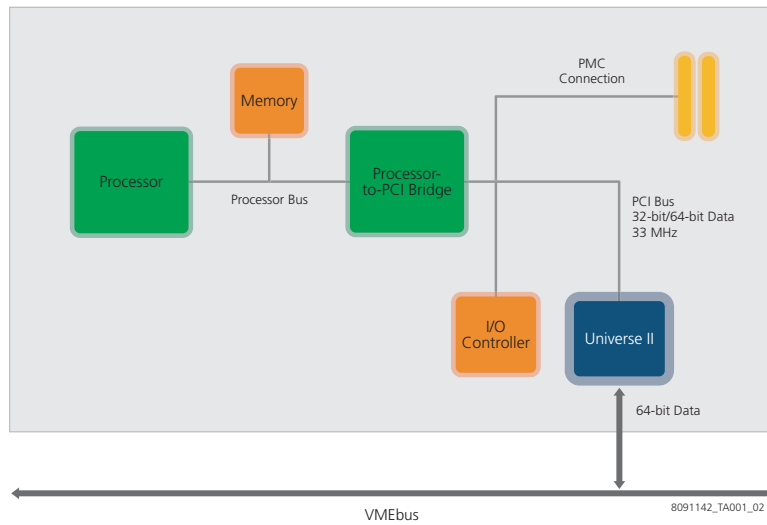 PMC
Connection
Memory
Processor
Processor-
to-PCI Bridge
Processor Bus
PCI Bus
32-bit/64-bit Data
33 MHz
I/O
Controller
Universe II
64-bit Data
VMEbus
8091142_TA001_02